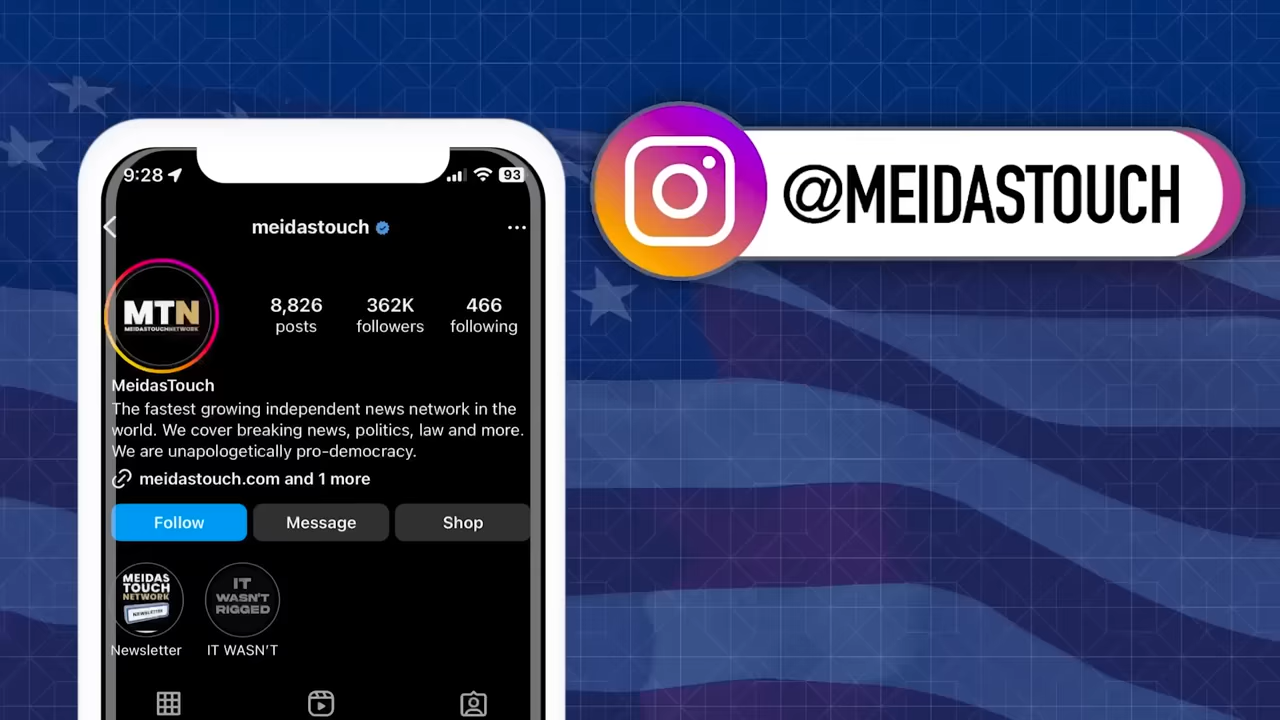 9:28
93
meidastouch
MTN
MEIDASTOUCHNETWORK
8,826
posts
362K
followers
466
following
MeidasTouch
The fastest growing independent news network in the
world. We cover breaking news, politics, law and more.
We are unapologetically pro-democracy.
meidastouch.com and 1 more
Follow
Message
Shop
MEIDAS
TOUCH
NETWORK
NEWSLETTER
Newsletter
IT
WASN'T
RIGGED
IT WASN'T
@MEIDASTOUCH